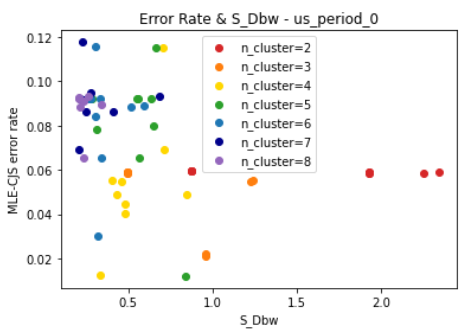 Error Rate & S_Dbw - us_period_0
0.12
0.10
0.08
0.06
0.04
0.02
MLE-CJS error rate
n_cluster=2
n_cluster=3
n_cluster=4
n_cluster=5
n_cluster=6
n_cluster=7
n_cluster=8
0.5 1.0 1.5 2.0
S_Dbw